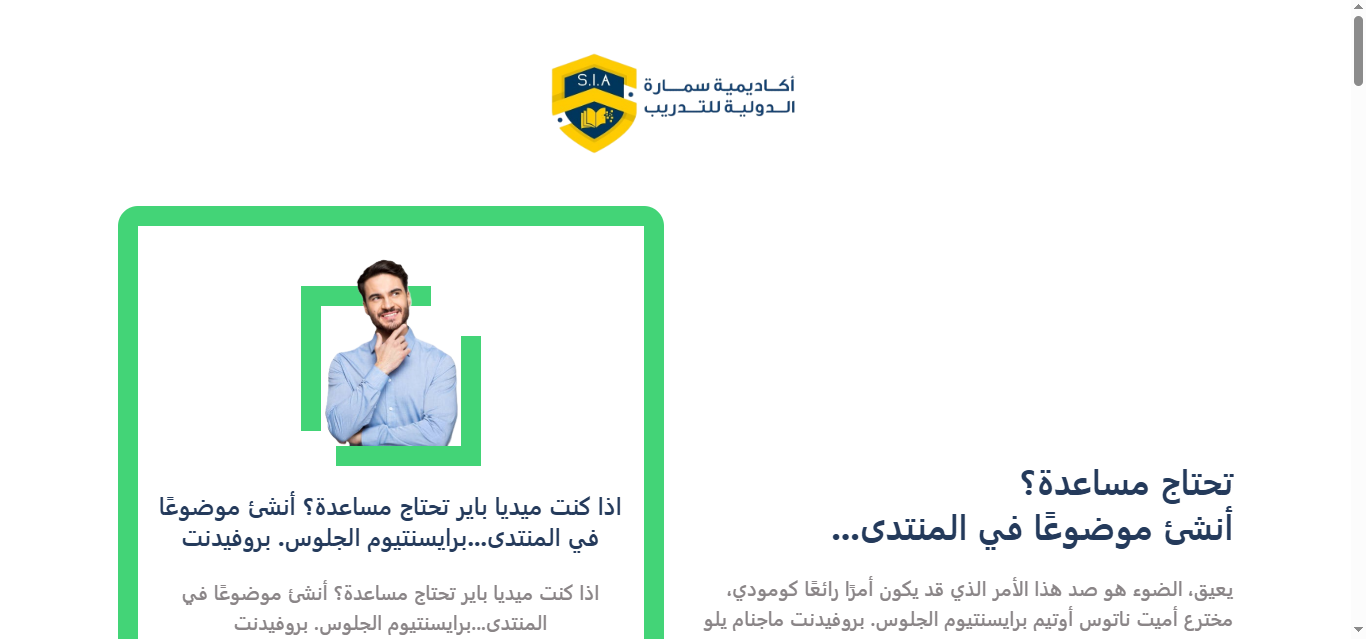 S.I.A
أكـاديمية سمـــارة
الـدوليـة للتـدريب
تحتاج مساعدة؟
أنشئ موضوعًا في المنتدى...
يعيق، الضوء هو صد هذا الأمر الذي قد يكون أمرًا رائعًا كومودي،
مخترع أميت ناتوس أوتيم برايسنتيوم الجلوس. بروفيدنت ماجنام يلو
اذا كنت ميديا باير تحتاج مساعدة؟ أنشئ موضوعًا
في المنتدى...برايسنتيوم الجلوس. بروفيدنت
اذا كنت ميديا باير تحتاج مساعدة؟ أنشئ موضوعًا في
المنتدى...برايسنتيوم الجلوس. بروفيدنت